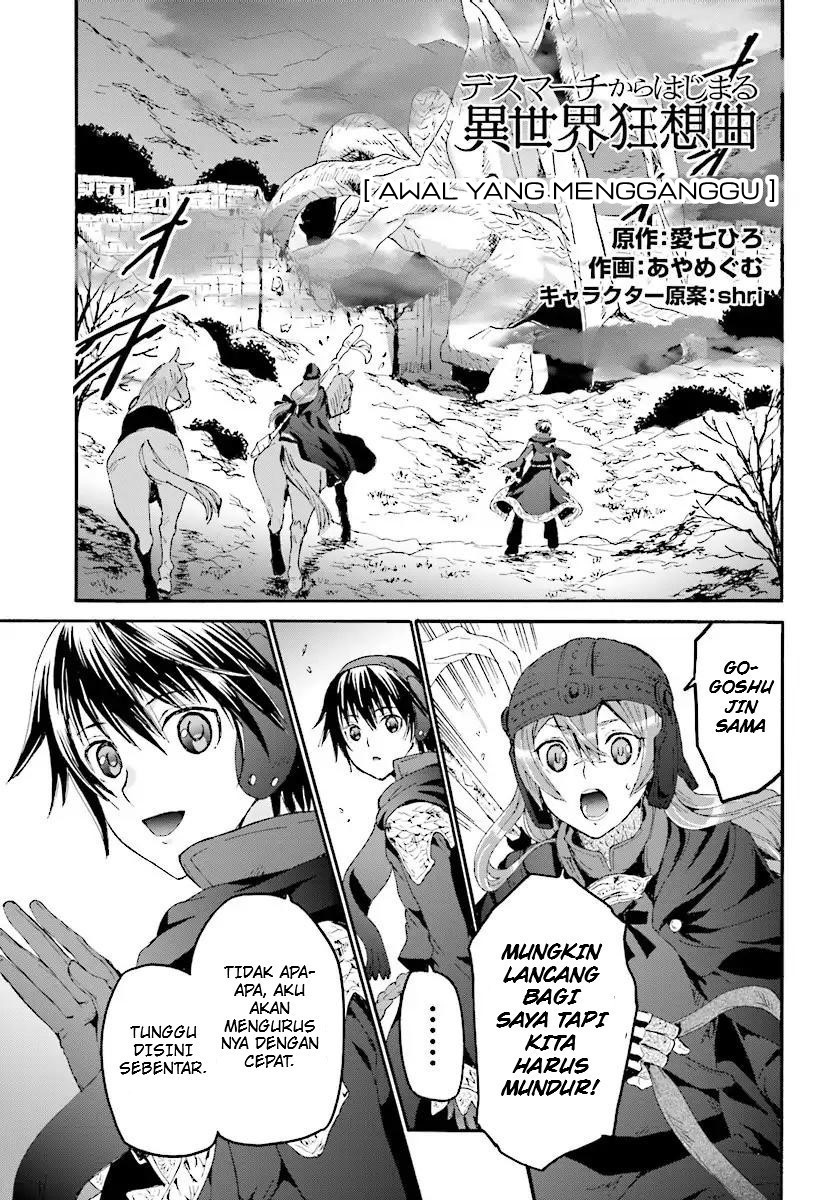 デスマーチからはじまる
異世界狂想曲
[ AWAL YANG MENGGANGGU ]
原作:愛七ひろ
作画:あやめぐむ
キャラクター原案:shri
GO-
GOSHU
JIN
SAMA
MUNGKIN
LANCANG
BAGI
SAYA TAPI
KITA
HARUS
MUNDUR!
......
TIDAK APA-
APA, AKU
AKAN
MENGURUS
NYA DENGAN
CEPAT.
TUNGGU
DISINI
SEBENTAR.